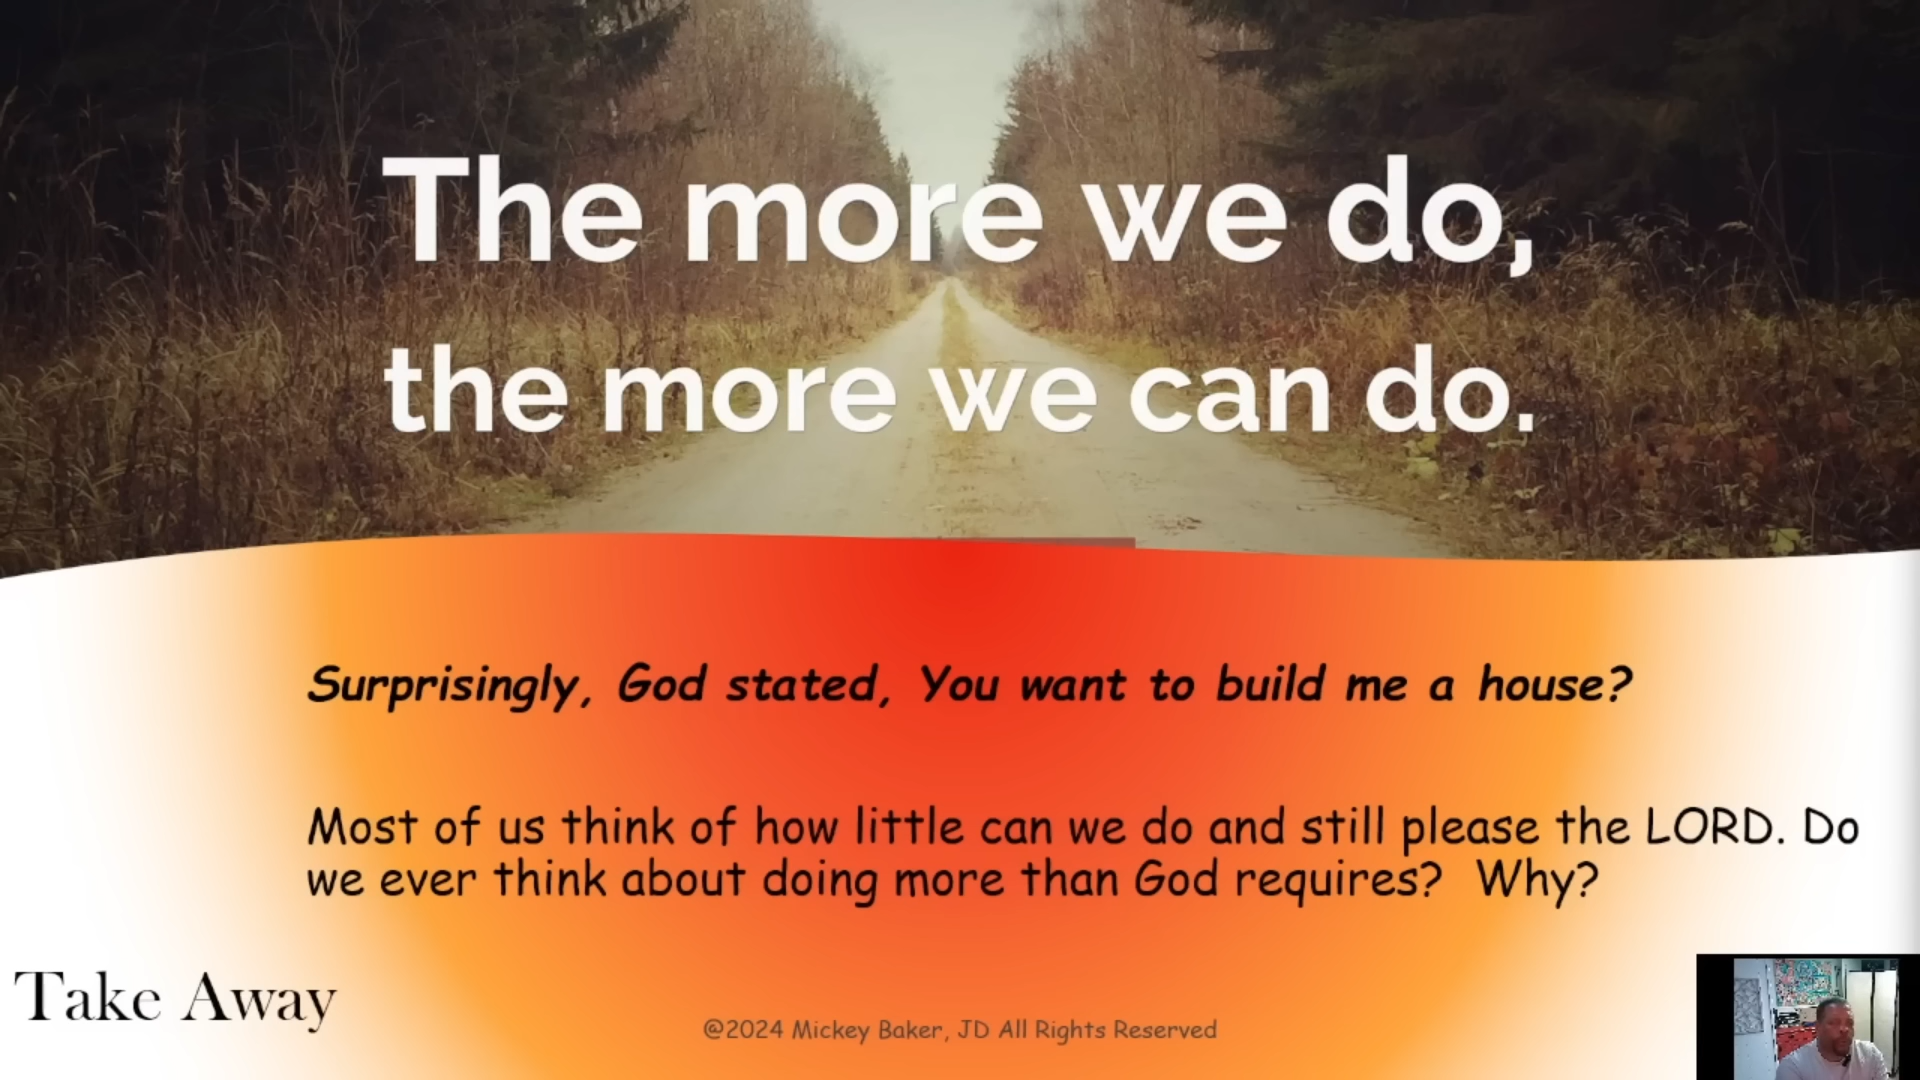 The more we do,
the more we can do.
Surprisingly, God stated, You want to build me a house?
Most of us think of how little can we do and still please the LORD. Do
we ever think about doing more than God requires?  Why?
Take Away
@2024 Mickey Baker, JD All Rights Reserved